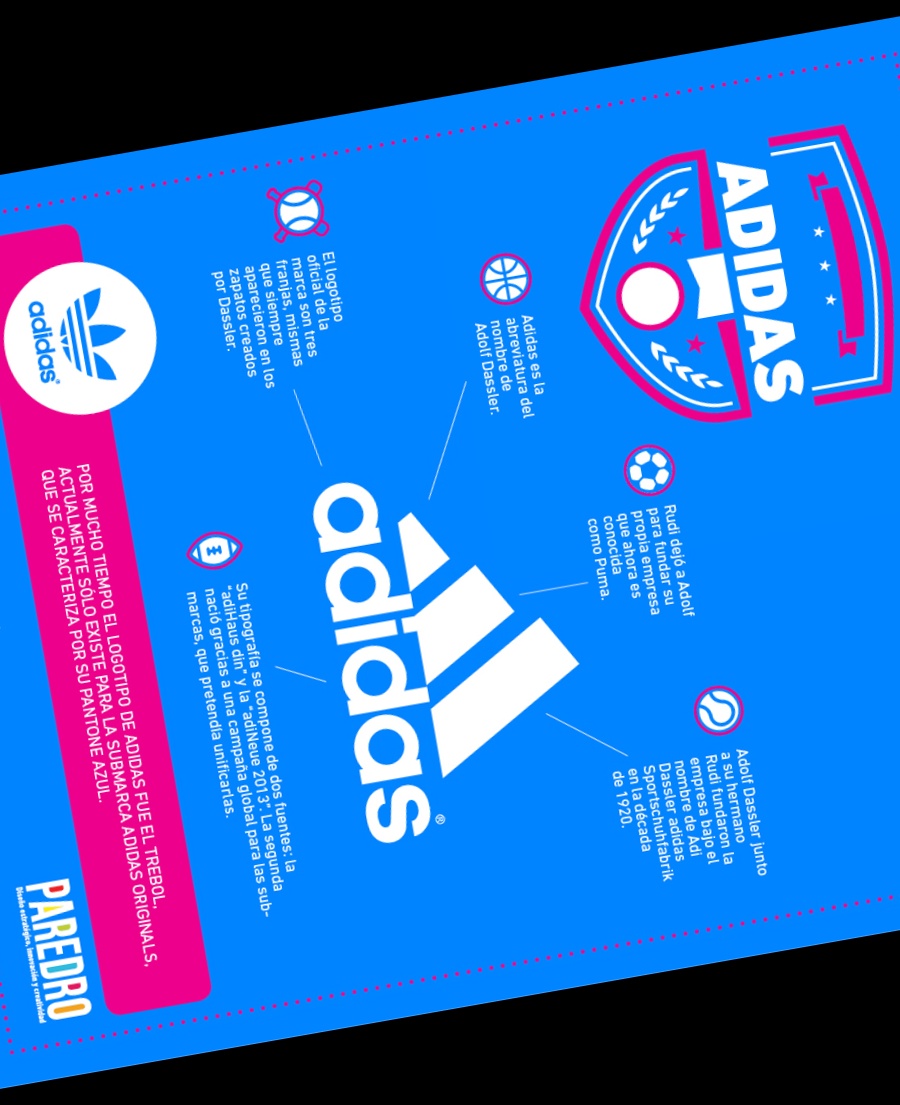 ADIDAS
Adidas es la
abreviatura del
nombre de
Adolf Dassler.
Rudi dejó a Adolf
para fundar su
propia empresa
que ahora es
conocida
como Puma.
Adolf Dassler junto
a su hermano
Rudi fundaron la
empresa bajo el
nombre de Adi
Dassler adidas
Sportschuhfabrik
en la década
de 1920.
El logotipo
oficial de la
marca son tres
franjas, mismas
que siempre
aparecieron en los
zapatos creados
por Dassler.
adidas®
Su tipografía se compone de dos fuentes: la
"adiHaus din" y la "adiNeue 2013". La segunda
nació gracias a una campaña global para las sub-
marcas, que pretendía unificarlas.
adidas®
POR MUCHO TIEMPO EL LOGOTIPO DE ADIDAS FUE EL TREBOL,
ACTUALMENTE SÓLO EXISTE PARA LA SUBMARCA ADIDAS ORIGINALS,
QUE SE CARACTERIZA POR SU PANTONE AZUL.
PAREDRO
Diseño estratégico, innovación y creatividad